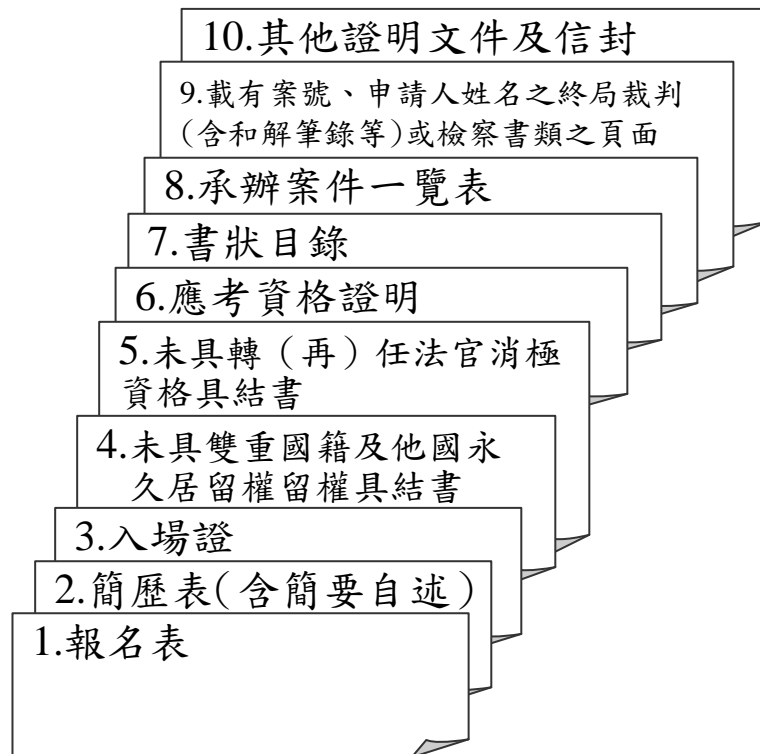 10.其他證明文件及信封
9.載有案號、申請人姓名之終局裁判
(含和解筆錄等)或檢察書類之頁面
8.承辦案件一覽表
7.書狀目錄
6.應考資格證明
5.未具轉（再）任法官消極
資格具結書
4.未具雙重國籍及他國永
久居留權留權具結書
3.入場證
2.簡歷表(含簡要自述)
1.報名表